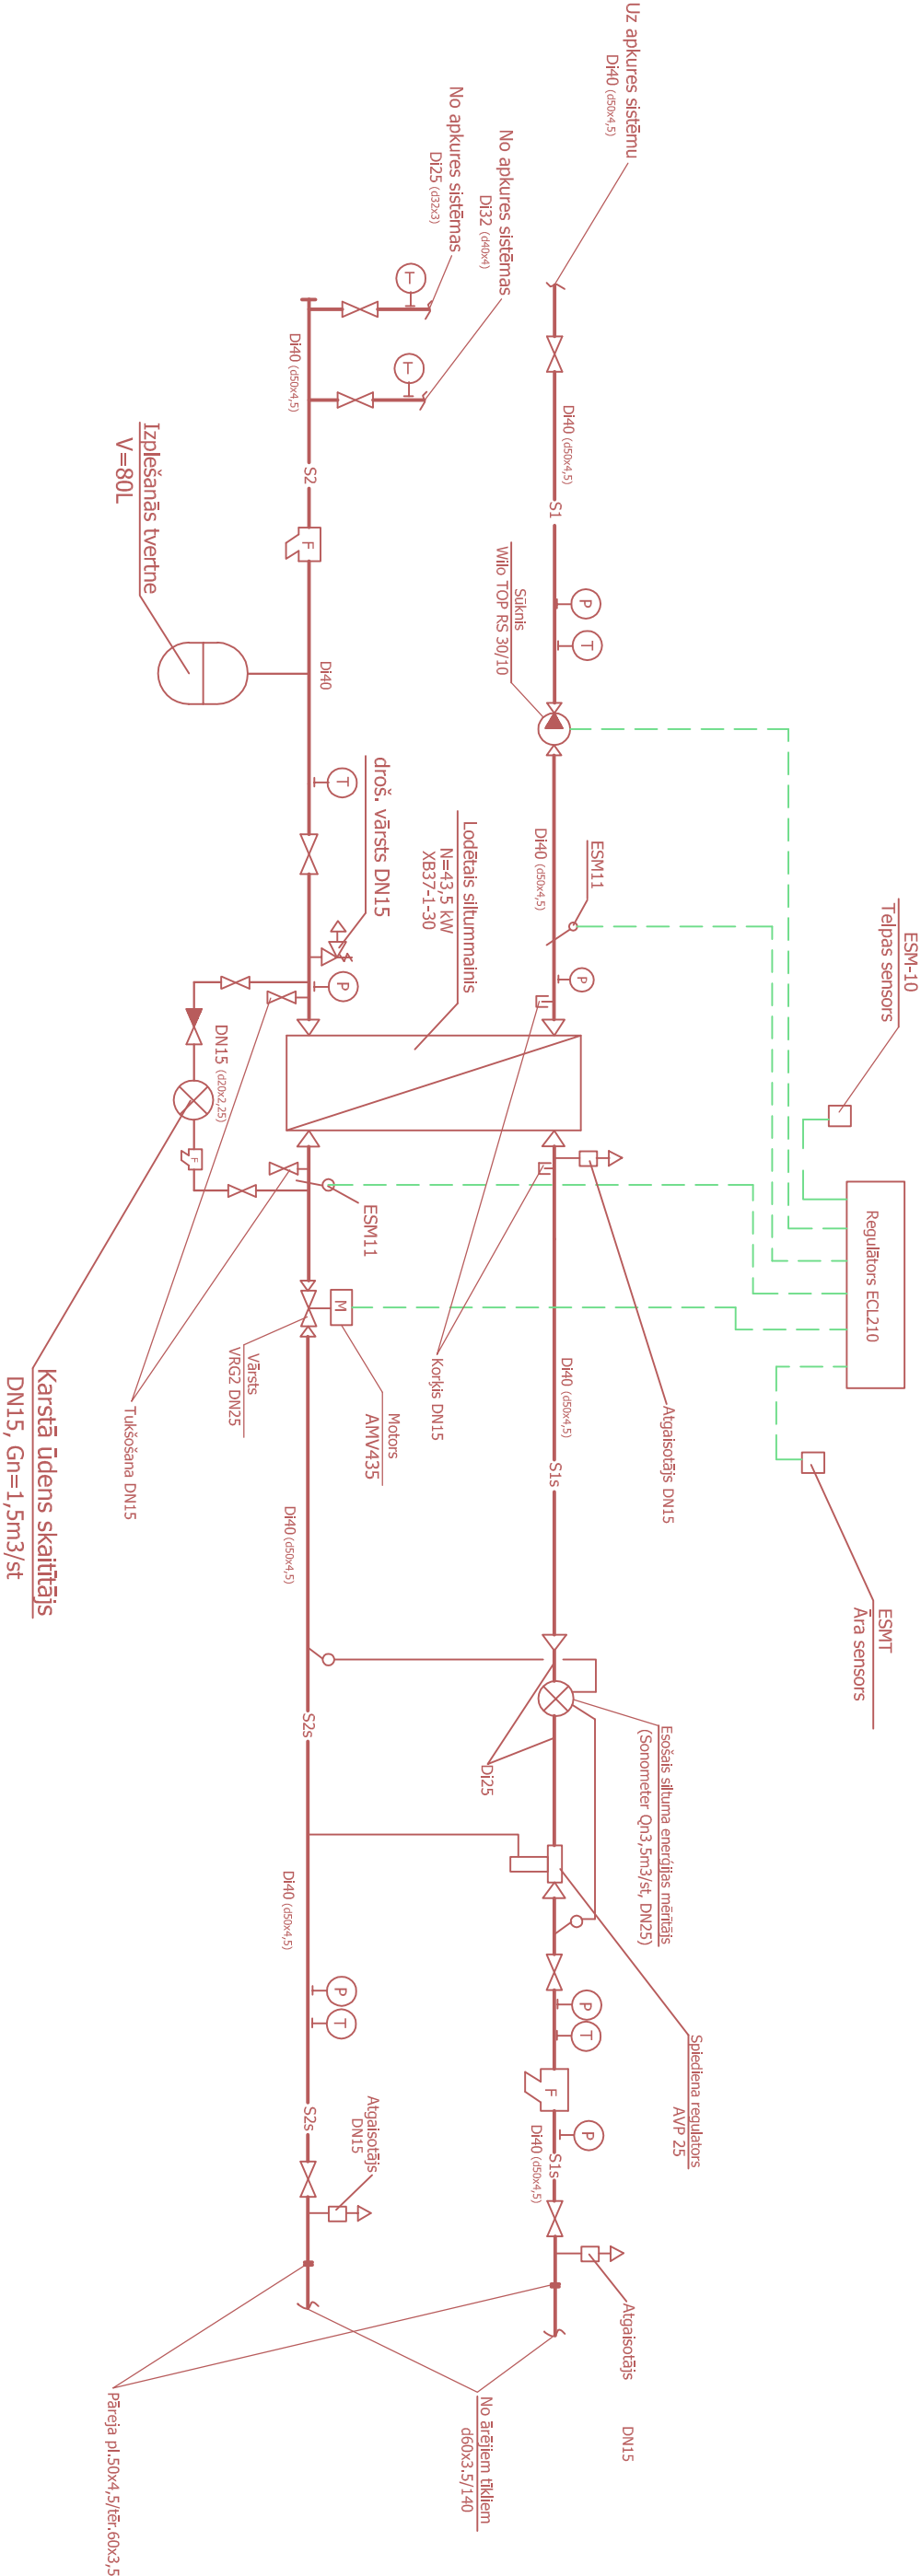 Uz apkures sistēmu
Di40 (d50x4,5)
No apkures sistēmas
Di25 (d32x3)
No apkures sistēmas
Di32 (d40x4)
T
T
Di40 (d50x4,5)
S2
F
Izplešanās tvertne
V=80L
Di40
T
droš. vārsts DN15
P
Di40 (d50x4,5)
S1
P
T
Sūknis
Wilo TOP RS 30/10
Di40 (d50x4,5)
ESM11
P
Lodētais siltummainis
N=43,5 kW
XB37-1-30
ESM-10
Telpas sensors
Regulātors ECL210
ESMT
Āra sensors
DN15 (d20x2,25)
F
ESM11
M
Vārsts
VRG2 DN25
Motors
AMV435
Korķis DN15
Tukšošana DN15
Karstā ūdens skaitītājs
DN15, Gn=1,5m3/st
Atgaisotājs DN15
Di40 (d50x4,5)
S1s
Di40 (d50x4,5)
S2s
Di25
Esošais siltuma enerģijas mērītājs
(Sonometer Qn3,5m3/st, DN25)
Spiediena regulators
AVP 25
Di40 (d50x4,5)
P
T
S2s
Atgaisotājs
DN15
P
T
F
P
S1s
Di40 (d50x4,5)
Atgaisotājs
DN15
No ārējiem tīkliem
d60x3.5/140
Pāreja pl.50x4,5/tēr.60x3,5